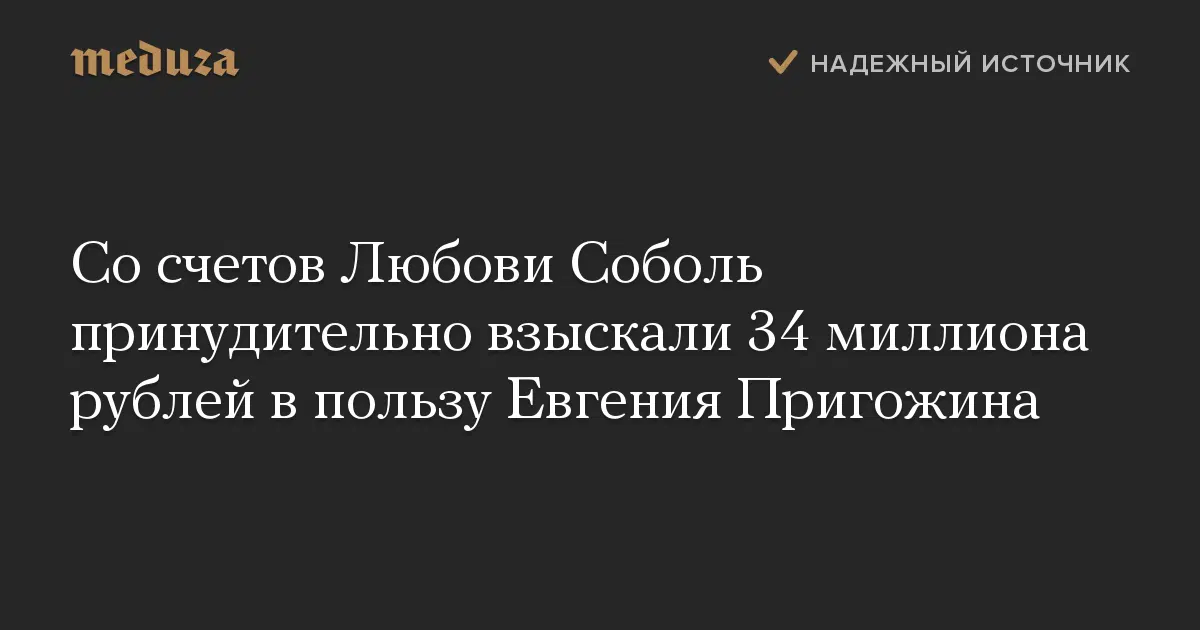 meduza
НАДЕЖНЫЙ ИСТОЧНИК
Со счетов Любови Соболь
принудительно взыскали 34 миллиона
рублей в пользу Евгения Пригожина